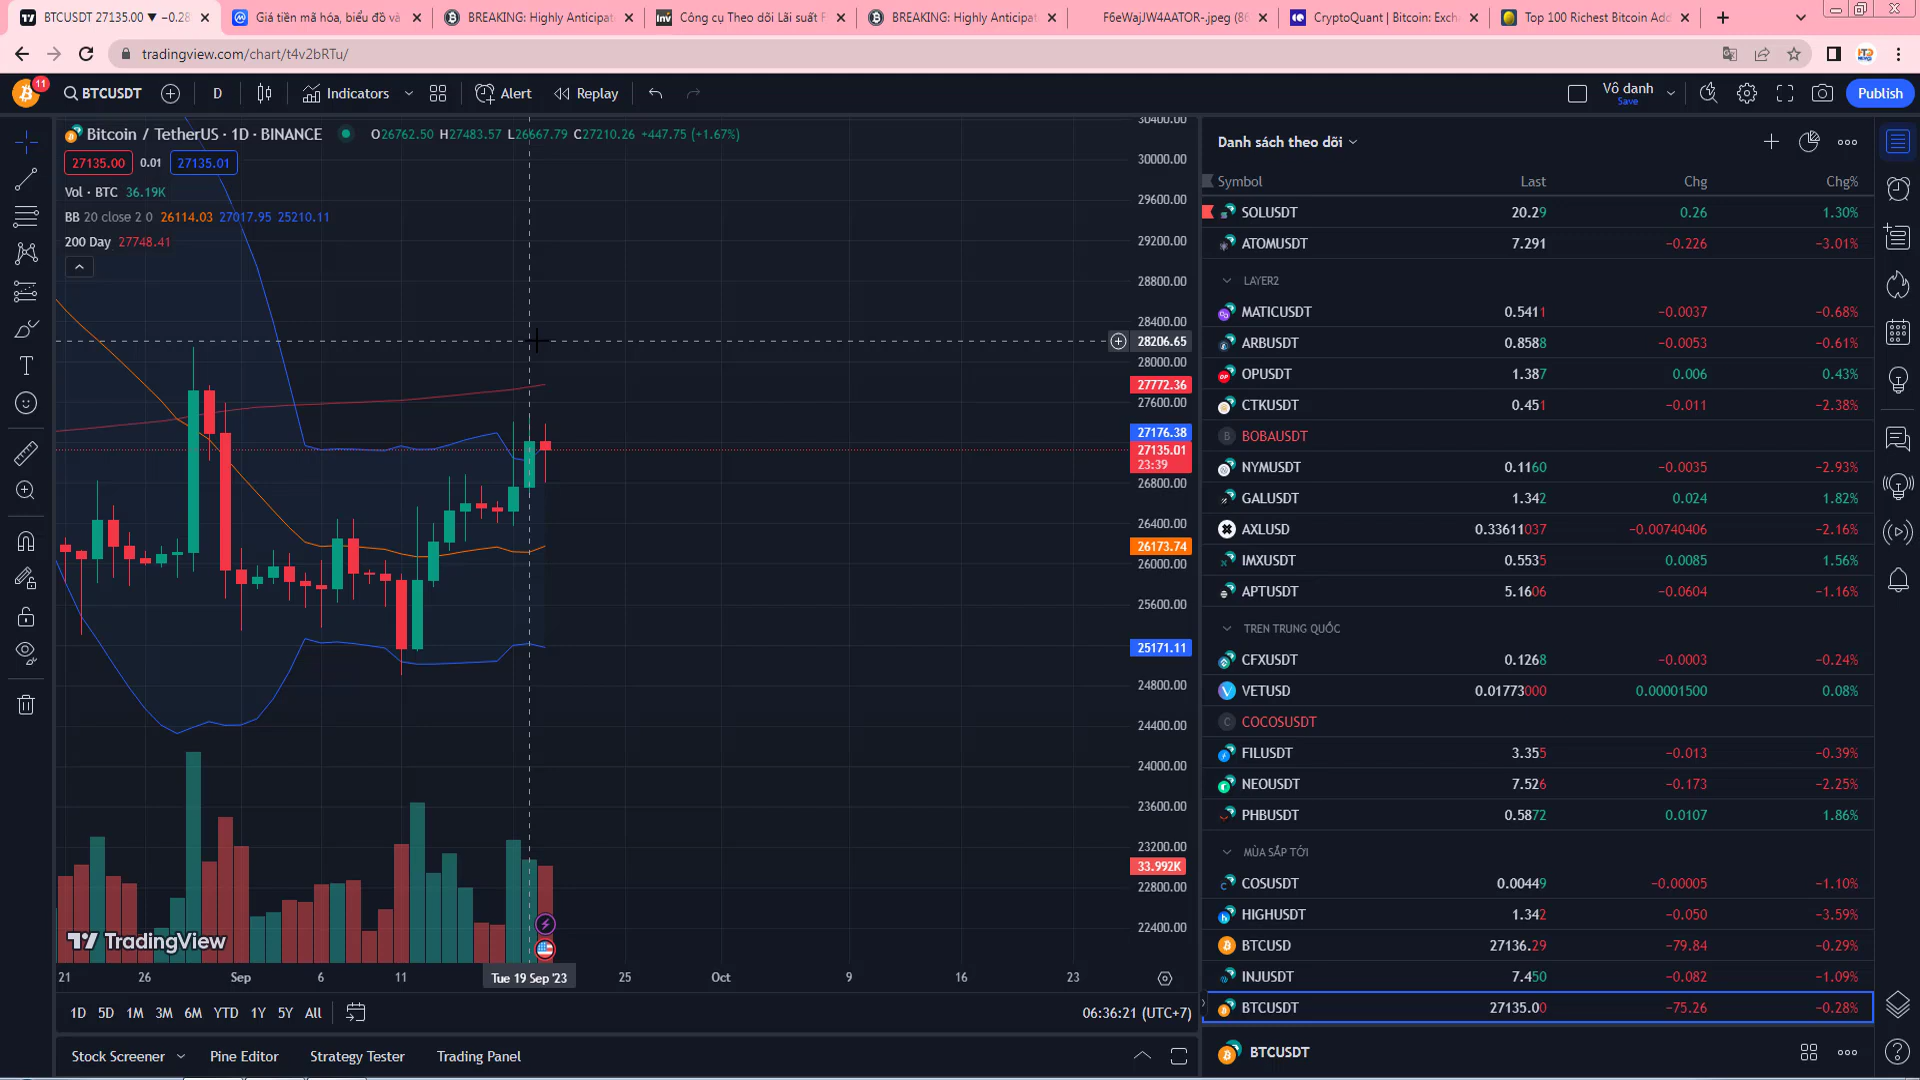 BTCUSDT 27135.00 ▼ −0.28
Giá tiền mã hóa, biểu đồ và
BREAKING: Highly Anticipat
Công cụ Theo dõi Lãi suất F
BREAKING: Highly Anticipat
F6eWajJW4AATOR-.jpeg (88
CryptoQuant | Bitcoin: Exch
Top 100 Richest Bitcoin Add
tradingview.com/chart/t4v2bRTu/
11
BTCUSDT
D
Indicators
Alert
Replay
Vô danh
Save
Publish
Bitcoin / TetherUS · 1D · BINANCE
O26762.50 H27483.57 L26667.79 C27210.26 +447.75 (+1.67%)
27135.00 0.01 27135.01
Vol · BTC 36.19K
BB 20 close 2 0 26114.03 27017.95 25210.11
200 Day 27748.41
30400.00
30000.00
29600.00
29200.00
28800.00
28400.00
28206.65
28000.00
27772.36
27600.00
27176.38
27135.01
23:39
26800.00
26400.00
26173.74
26000.00
25600.00
25171.11
24800.00
24400.00
24000.00
23600.00
23200.00
33.992K
22800.00
22400.00
TradingView
21 26 Sep 6 11 Tue 19 Sep '23 25 Oct 9 16 23
1D 5D 1M 3M 6M YTD 1Y 5Y All
06:36:21 (UTC+7)
Stock Screener Pine Editor Strategy Tester Trading Panel
Danh sách theo dõi
Symbol Last Chg Chg%
SOLUSDT 20.29 0.26 1.30%
ATOMUSDT 7.291 −0.226 −3.01%
LAYER2
MATICUSDT 0.5411 −0.0037 −0.68%
ARBUSDT 0.8588 −0.0053 −0.61%
OPUSDT 1.387 0.006 0.43%
CTKUSDT 0.451 −0.011 −2.38%
B BOBAUSDT
NYMUSDT 0.1160 −0.0035 −2.93%
GALUSDT 1.342 0.024 1.82%
AXLUSD 0.33611037 −0.00740406 −2.16%
IMXUSDT 0.5535 0.0085 1.56%
APTUSDT 5.1606 −0.0604 −1.16%
TREN TRUNG QUỐC
CFXUSDT 0.1268 −0.0003 −0.24%
VETUSD 0.01773000 0.00001500 0.08%
C COCOSUSDT
FILUSDT 3.355 −0.013 −0.39%
NEOUSDT 7.526 −0.173 −2.25%
PHBUSDT 0.5872 0.0107 1.86%
MÙA SẮP TỚI
COSUSDT 0.00449 −0.00005 −1.10%
HIGHUSDT 1.342 −0.050 −3.59%
BTCUSD 27136.29 −79.84 −0.29%
INJUSDT 7.450 −0.082 −1.09%
BTCUSDT 27135.00 −75.26 −0.28%
BTCUSDT